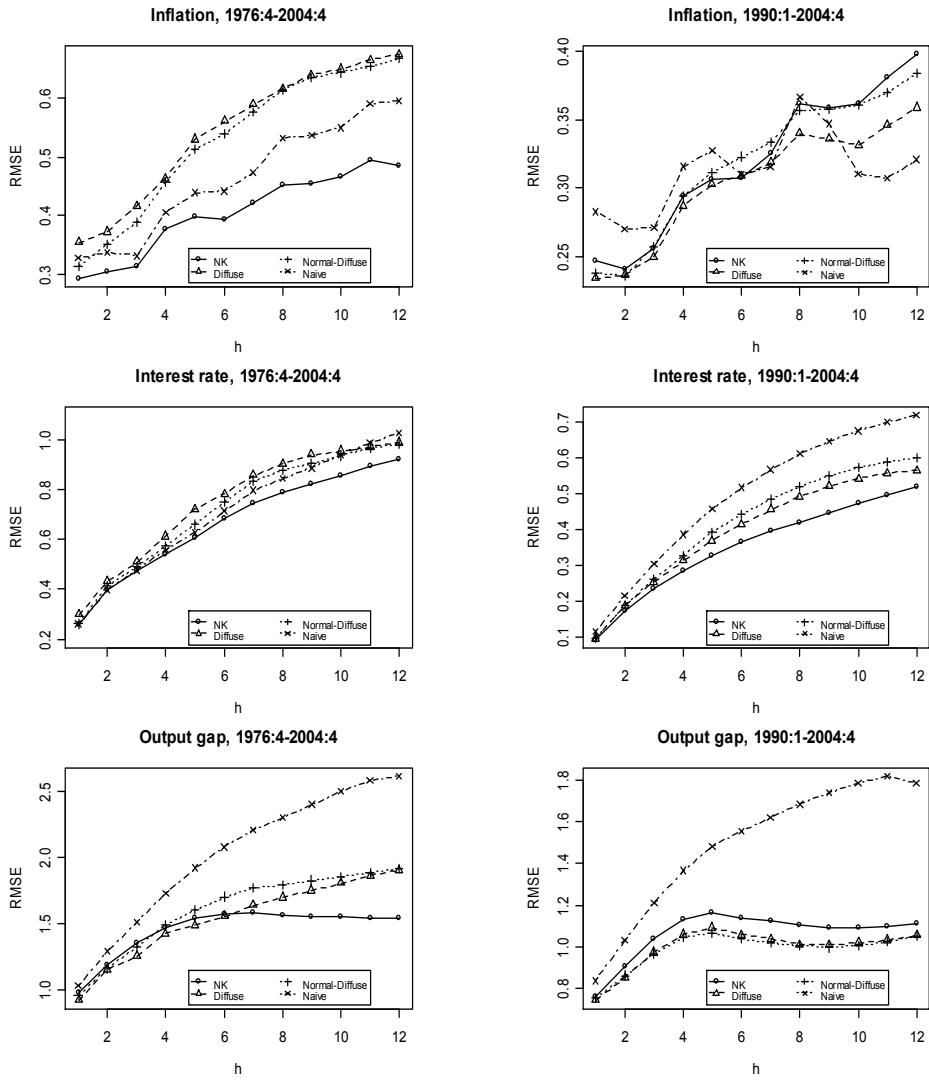 Inflation, 1976:4-2004:4
RMSE
0.3 0.4 0.5 0.6
NK Normal-Diffuse
Diffuse Naive
2 4 6 8 10 12
h
Inflation, 1990:1-2004:4
RMSE
0.25 0.30 0.35 0.40
NK Normal-Diffuse
Diffuse Naive
2 4 6 8 10 12
h
Interest rate, 1976:4-2004:4
RMSE
0.2 0.4 0.6 0.8 1.0
NK Normal-Diffuse
Diffuse Naive
2 4 6 8 10 12
h
Interest rate, 1990:1-2004:4
RMSE
0.1 0.2 0.3 0.4 0.5 0.6 0.7
NK Normal-Diffuse
Diffuse Naive
2 4 6 8 10 12
h
Output gap, 1976:4-2004:4
RMSE
1.0 1.5 2.0 2.5
NK Normal-Diffuse
Diffuse Naive
2 4 6 8 10 12
h
Output gap, 1990:1-2004:4
RMSE
0.8 1.0 1.2 1.4 1.6 1.8
NK Normal-Diffuse
Diffuse Naive
2 4 6 8 10 12
h